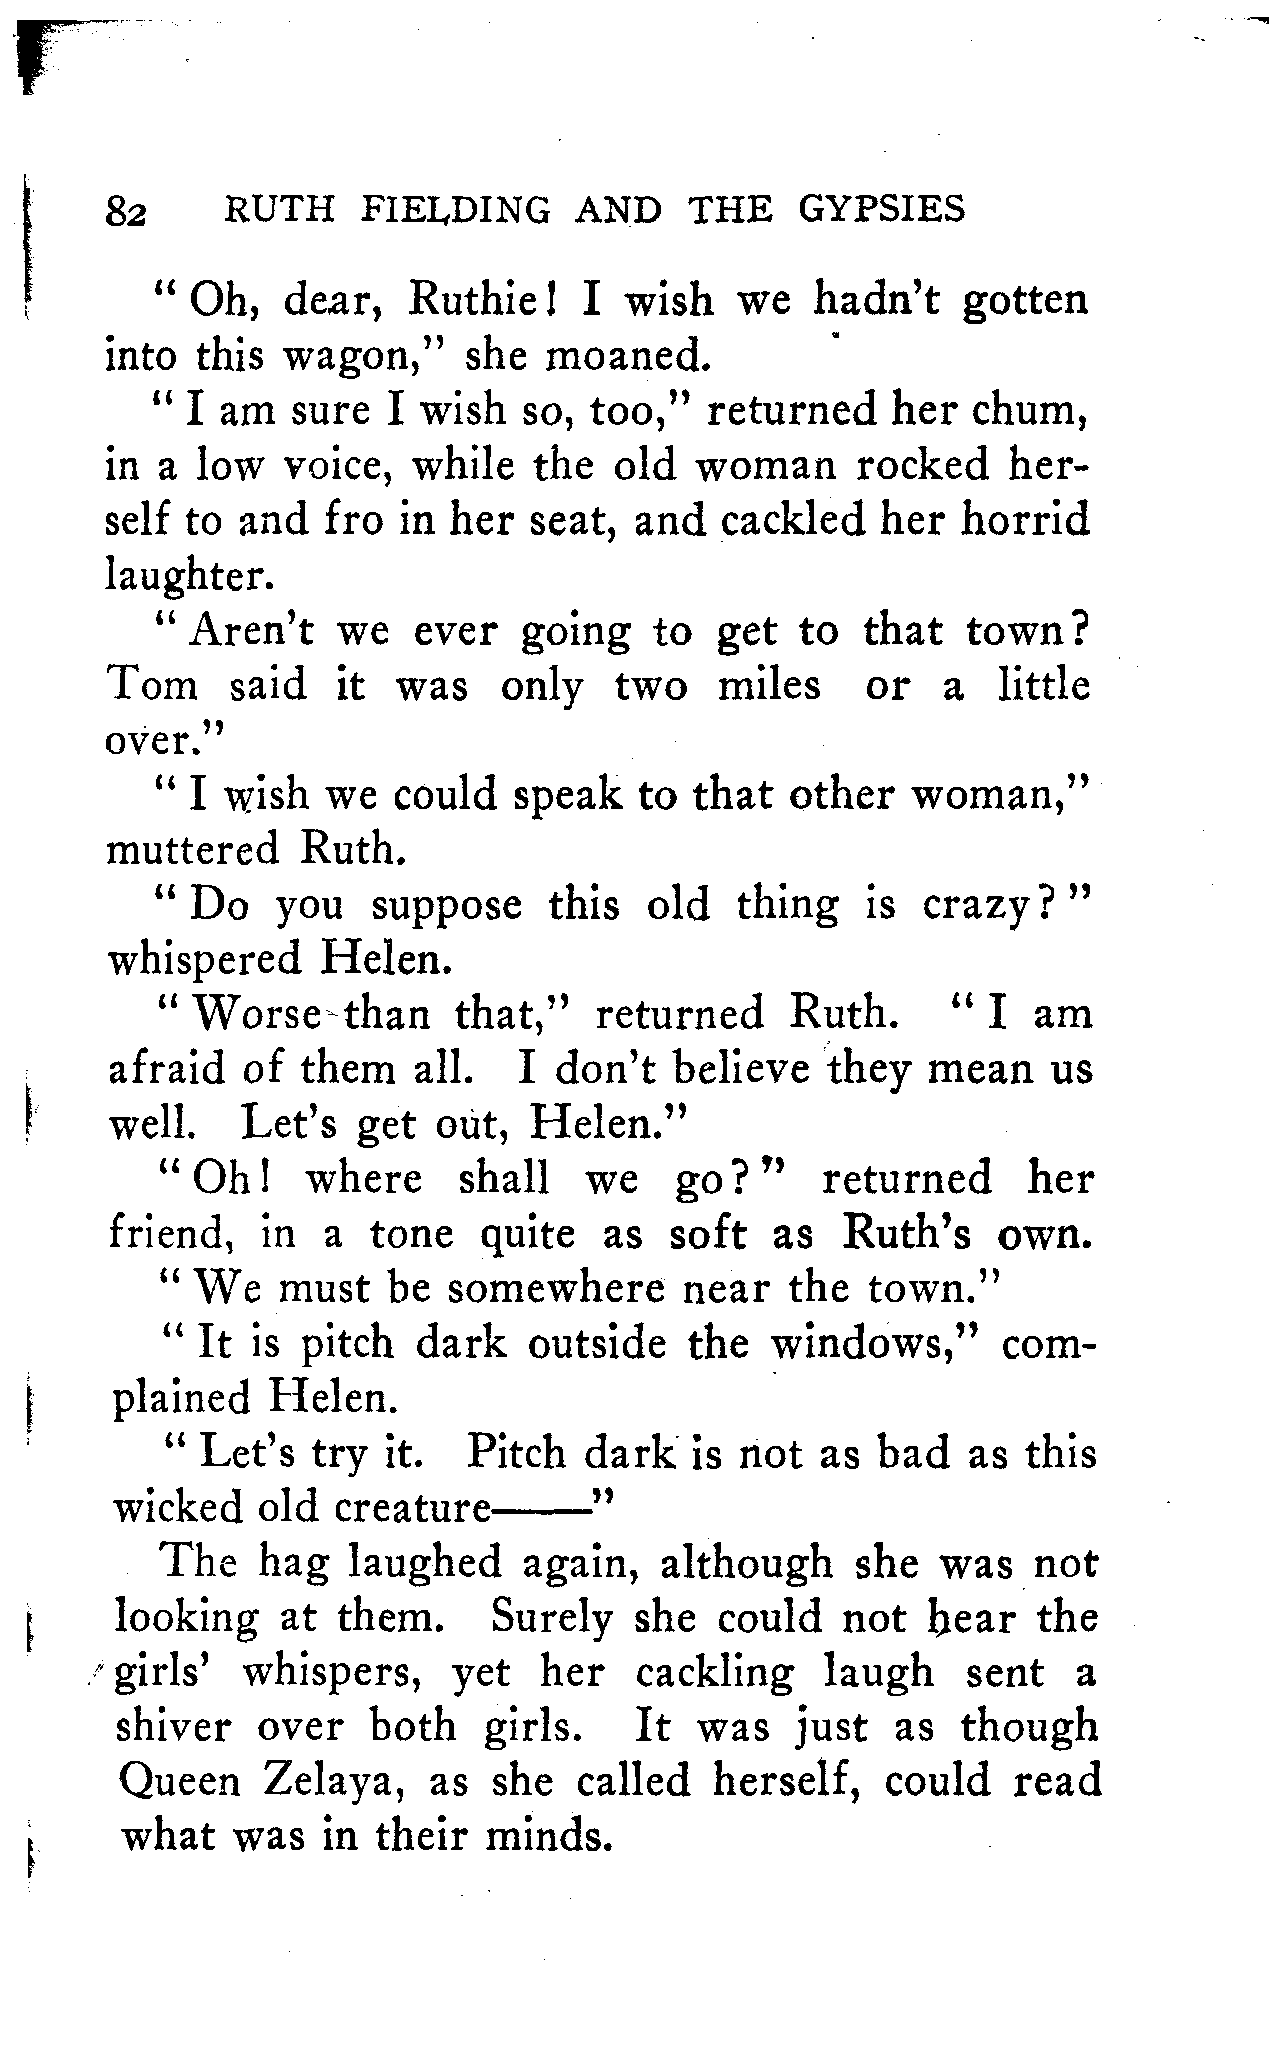 82 RUTH FIELDING AND THE GYPSIES
" Oh, dear, Ruthie! I wish we hadn't gotten
into this wagon," she moaned.
" I am sure I wish so, too," returned her chum,
in a low voice, while the old woman rocked her-
self to and fro in her seat, and cackled her horrid
laughter.
" Aren't we ever going to get to that town?
Tom said it was only two miles or a little
over."
" I wish we could speak to that other woman,"
muttered Ruth.
" Do you suppose this old thing is crazy? "
whispered Helen.
" Worse than that," returned Ruth. " I am
afraid of them all. I don't believe they mean us
well. Let's get out, Helen."
" Oh! where shall we go? " returned her
friend, in a tone quite as soft as Ruth's own.
" We must be somewhere near the town."
" It is pitch dark outside the windows," com-
plained Helen.
" Let's try it. Pitch dark is not as bad as this
wicked old creature——"
The hag laughed again, although she was not
looking at them. Surely she could not hear the
girls' whispers, yet her cackling laugh sent a
shiver over both girls. It was just as though
Queen Zelaya, as she called herself, could read
what was in their minds.